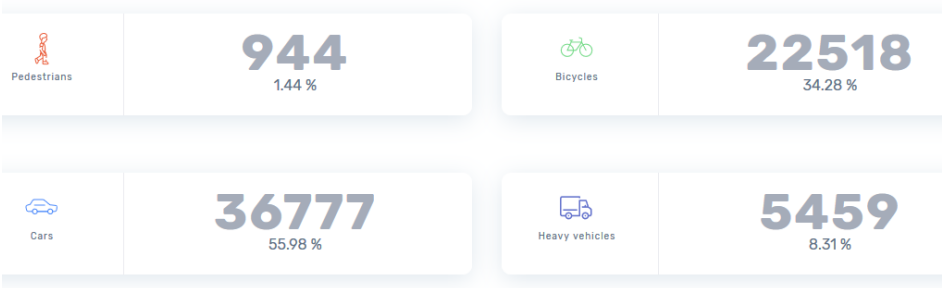 944
1.44 %
Pedestrians
22518
34.28 %
Bicycles
36777
55.98 %
Cars
5459
8.31 %
Heavy vehicles